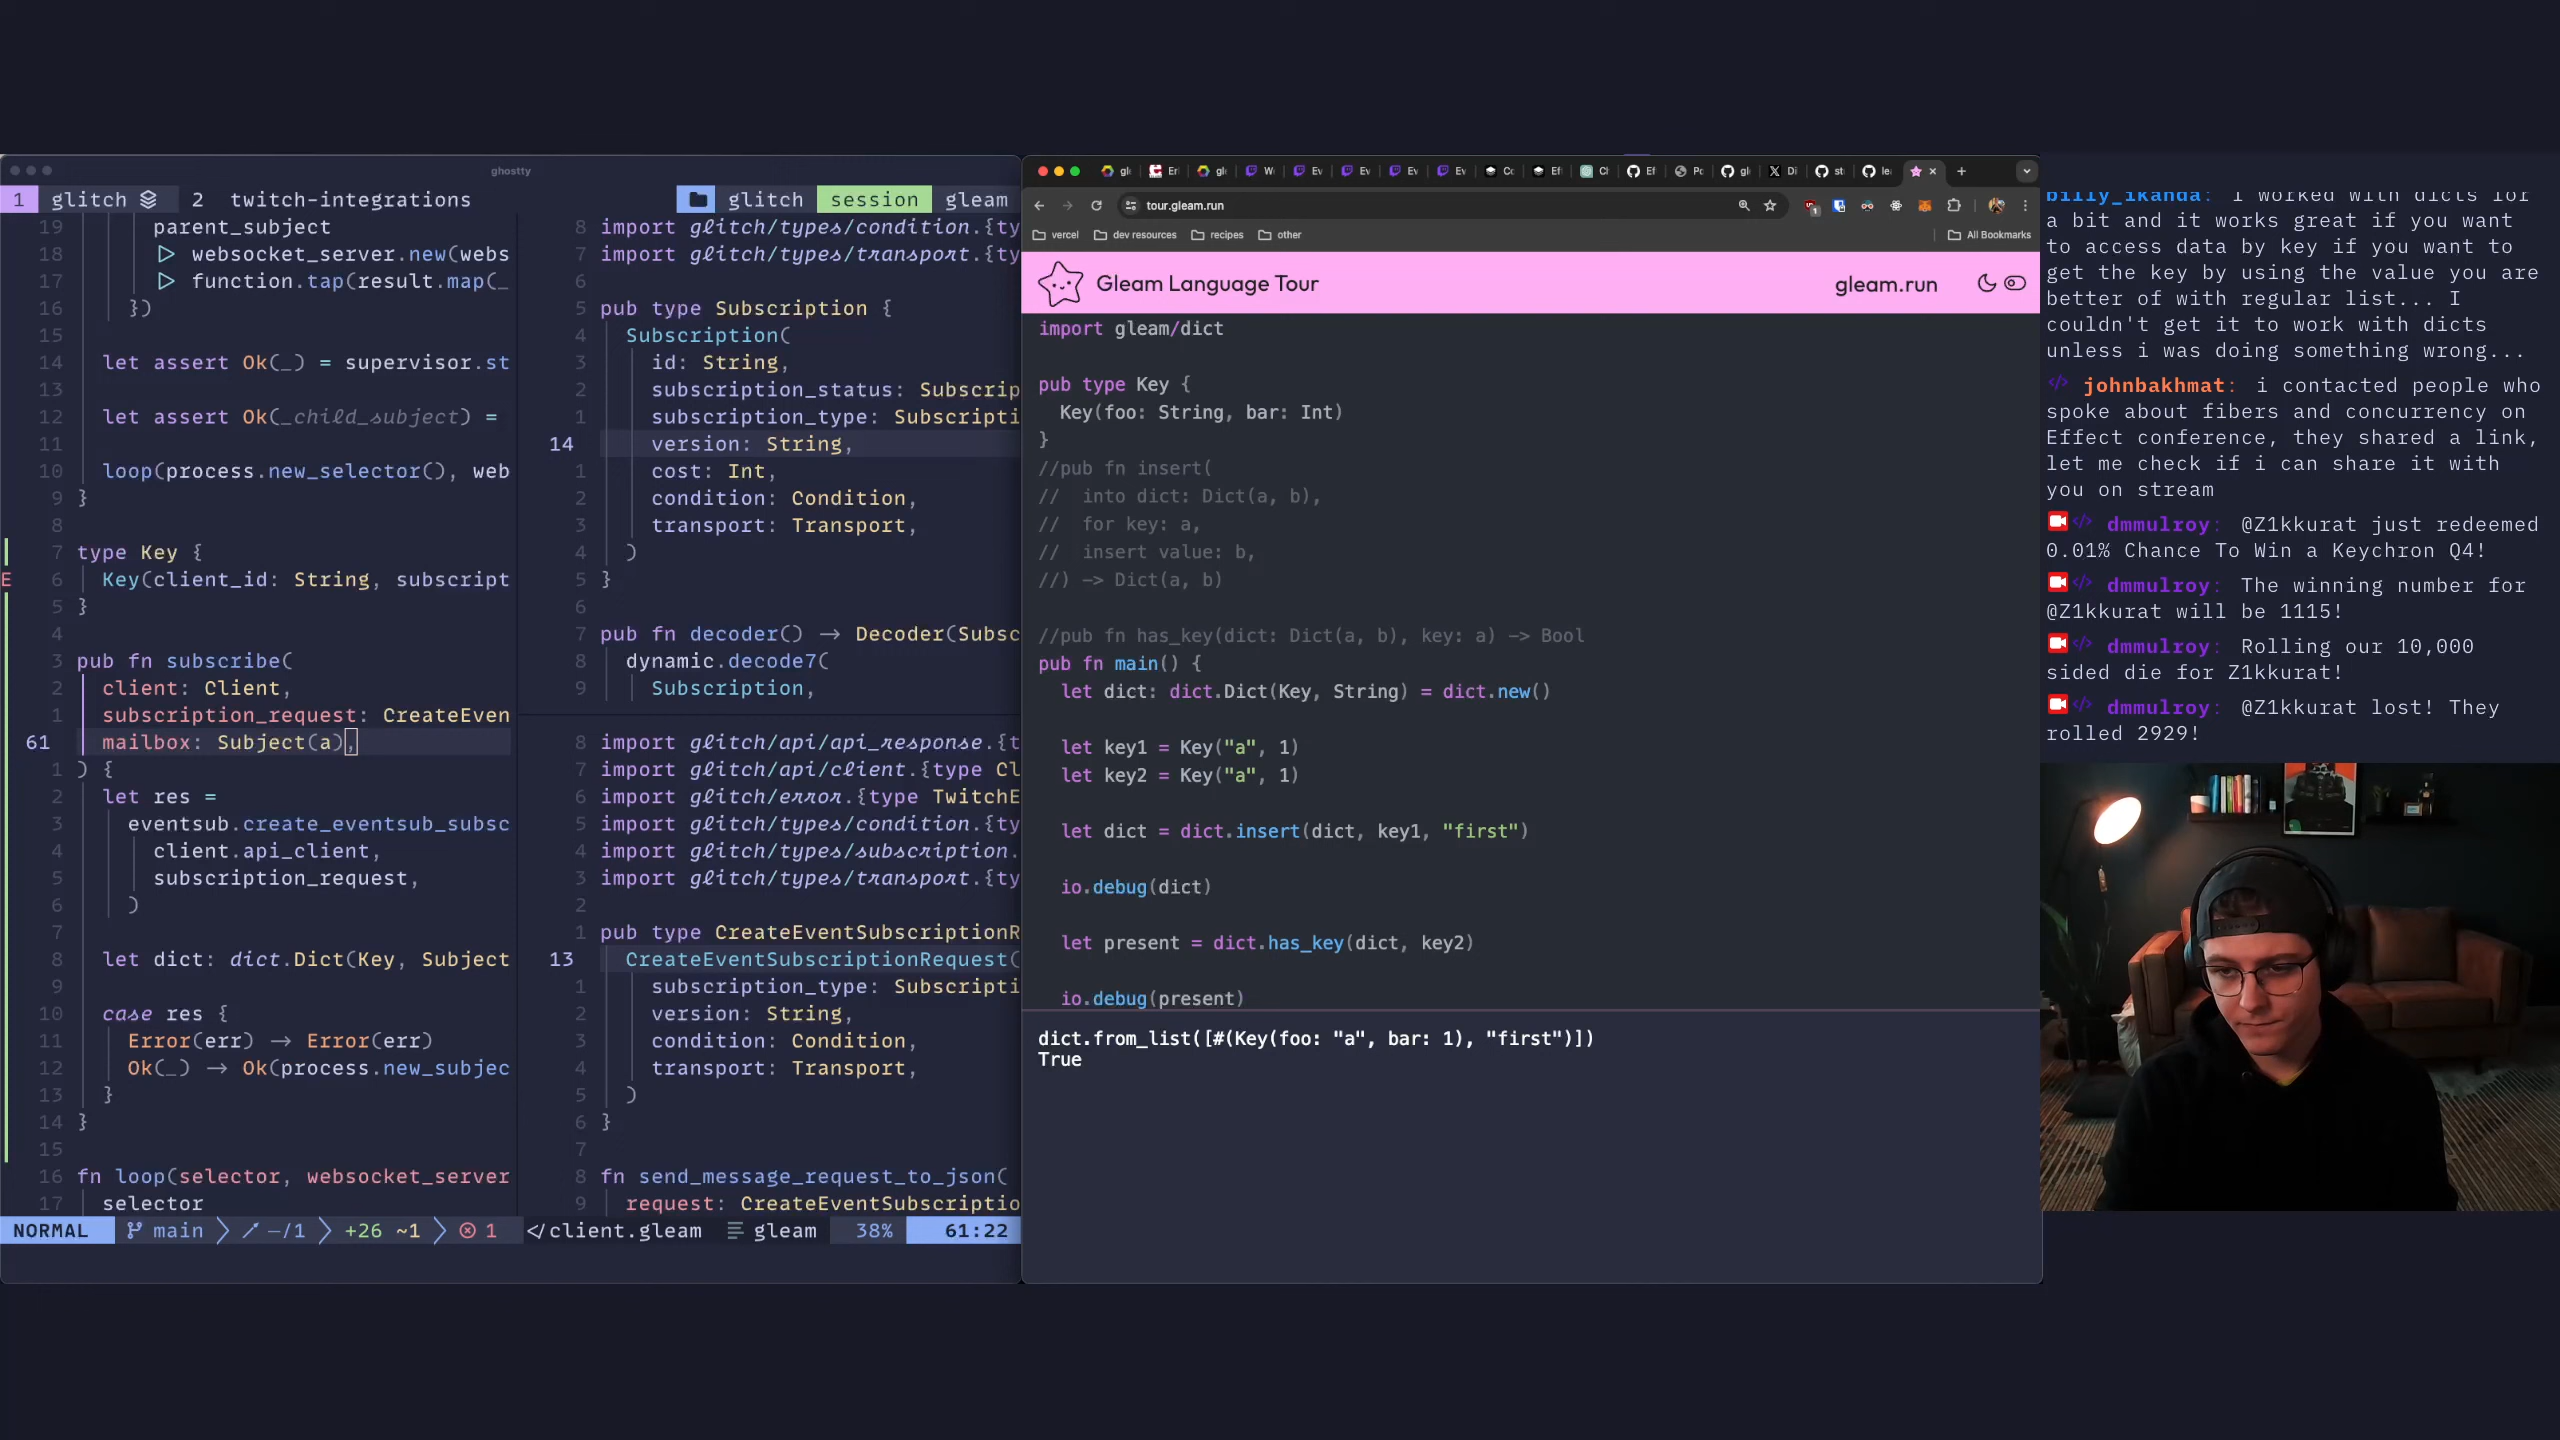 ghostty
1 glitch 2 twitch-integrations glitch session gleam
19 parent_subject
18 ▷ websocket_server.new(webs
17 ▷ function.tap(result.map(_
16 })
15
14 let assert Ok(_) = supervisor.st
13
12 let assert Ok(_child_subject) =
11
10 loop(process.new_selector(), web
9 }
8
7 type Key {
E 6 Key(client_id: String, subscript
5 }
4
3 pub fn subscribe(
2 client: Client,
1 subscription_request: CreateEven
61 mailbox: Subject(a),
1 ) {
2 let res =
3 eventsub.create_eventsub_subsc
4 client.api_client,
5 subscription_request,
6 )
7
8 let dict: dict.Dict(Key, Subject
9
10 case res {
11 Error(err) → Error(err)
12 Ok(_) → Ok(process.new_subjec
13 }
14 }
15
16 fn loop(selector, websocket_server
17 selector
8 import glitch/types/condition.{ty
7 import glitch/types/transport.{ty
6
5 pub type Subscription {
4 Subscription(
3 id: String,
2 subscription_status: Subscrip
1 subscription_type: Subscripti
14 version: String,
1 cost: Int,
2 condition: Condition,
3 transport: Transport,
4 )
5 }
6
7 pub fn decoder() → Decoder(Subsc
8 dynamic.decode7(
9 Subscription,
8 import glitch/api/api_response.{t
7 import glitch/api/client.{type Cl
6 import glitch/error.{type TwitchE
5 import glitch/types/condition.{ty
4 import glitch/types/subscription.
3 import glitch/types/transport.{ty
2
1 pub type CreateEventSubscriptionR
13 CreateEventSubscriptionRequest(
1 subscription_type: Subscripti
2 version: String,
3 condition: Condition,
4 transport: Transport,
5 )
6 }
7
8 fn send_message_request_to_json(
9 request: CreateEventSubscriptio
NORMAL main −/1 +26 ~1 1 </client.gleam gleam 38% 61:22
gl Er gl W Ev Ev Ev Ev Co Ef Cl Ef Pc gl Di st le
tour.gleam.run
vercel dev resources recipes other All Bookmarks
Gleam Language Tour gleam.run
import gleam/dict
pub type Key {
Key(foo: String, bar: Int)
}
//pub fn insert(
// into dict: Dict(a, b),
// for key: a,
// insert value: b,
//) -> Dict(a, b)
//pub fn has_key(dict: Dict(a, b), key: a) -> Bool
pub fn main() {
let dict: dict.Dict(Key, String) = dict.new()
let key1 = Key("a", 1)
let key2 = Key("a", 1)
let dict = dict.insert(dict, key1, "first")
io.debug(dict)
let present = dict.has_key(dict, key2)
io.debug(present)
dict.from_list([#(Key(foo: "a", bar: 1), "first")])
True
billy_ikanda: i worked with dicts for
a bit and it works great if you want
to access data by key if you want to
get the key by using the value you are
better of with regular list... I
couldn't get it to work with dicts
unless i was doing something wrong...
johnbakhmat: i contacted people who
spoke about fibers and concurrency on
Effect conference, they shared a link,
let me check if i can share it with
you on stream
dmmulroy: @Z1kkurat just redeemed
0.01% Chance To Win a Keychron Q4!
dmmulroy: The winning number for
@Z1kkurat will be 1115!
dmmulroy: Rolling our 10,000
sided die for Z1kkurat!
dmmulroy: @Z1kkurat lost! They
rolled 2929!